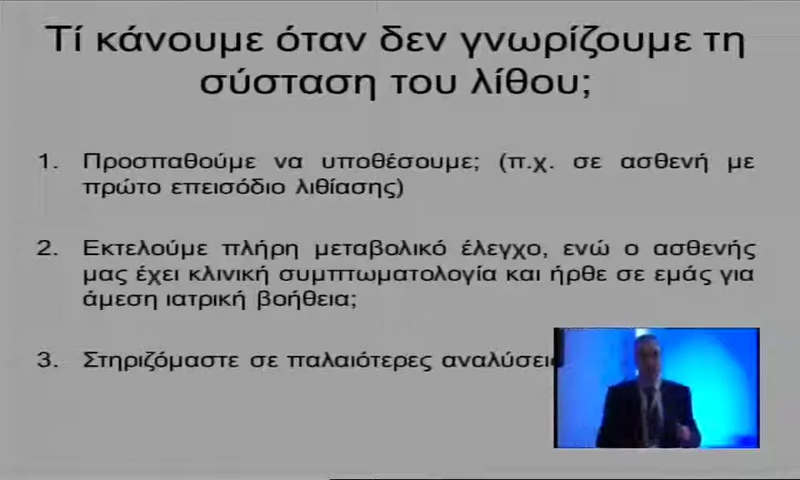 Τί κάνουμε όταν δεν γνωρίζουμε τη
σύσταση του λίθου;
1. Προσπαθούμε να υποθέσουμε; (π.χ. σε ασθενή με
πρώτο επεισόδιο λιθίασης)
2. Εκτελούμε πλήρη μεταβολικό έλεγχο, ενώ ο ασθενής
μας έχει κλινική συμπτωματολογία και ήρθε σε εμάς για
άμεση ιατρική βοήθεια;
3. Στηριζόμαστε σε παλαιότερες